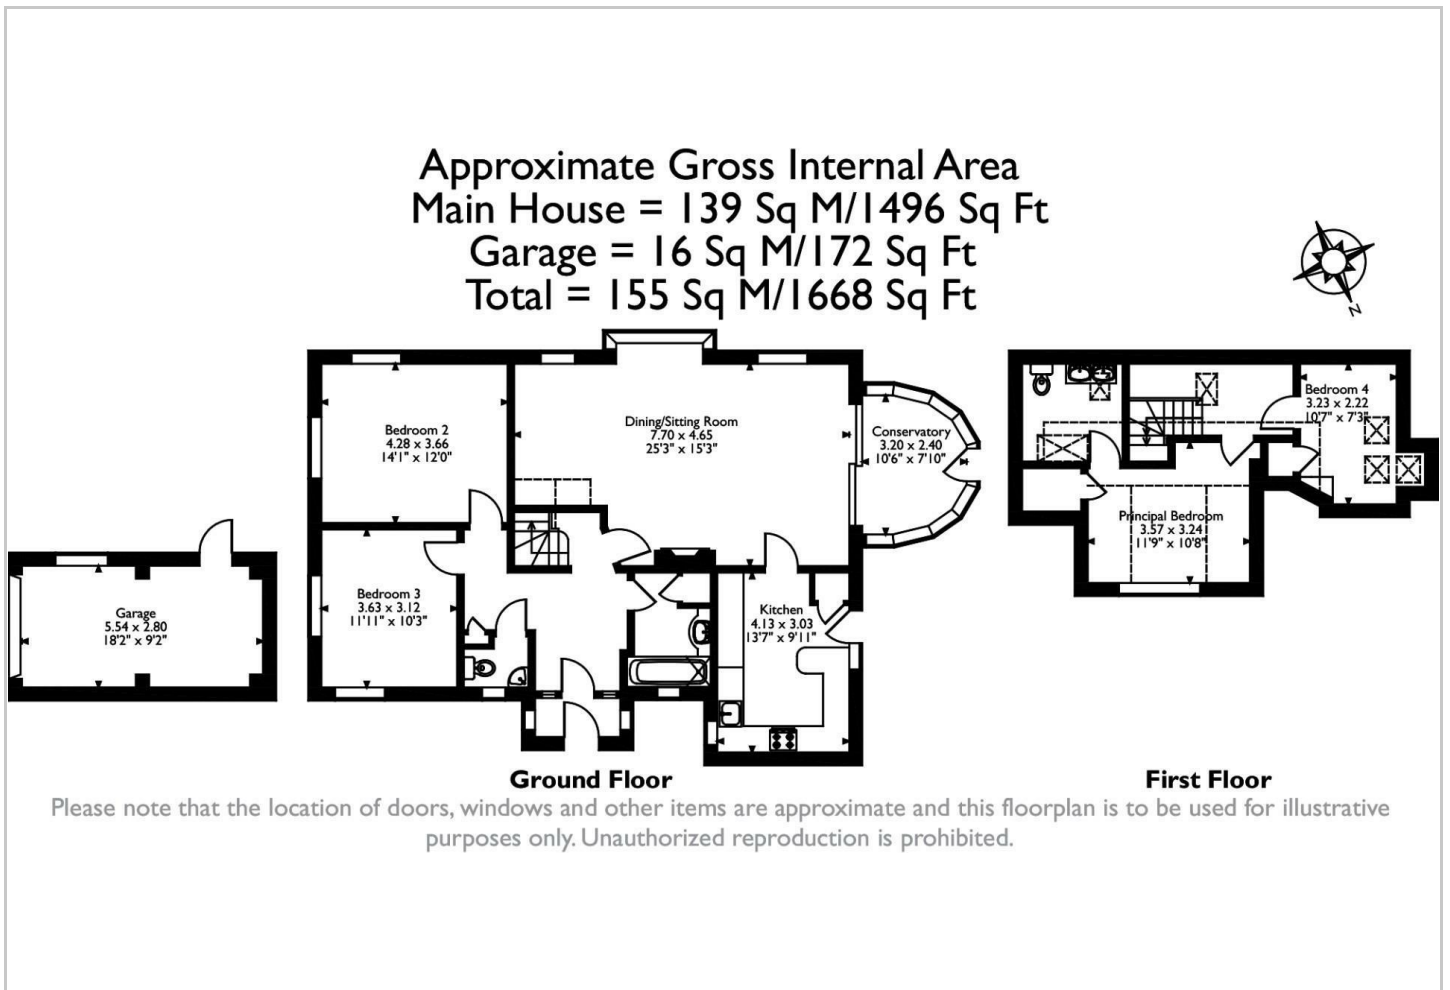 Approximate Gross Internal Area
Main House = 139 Sq M/1496 Sq Ft
Garage = 16 Sq M/172 Sq Ft
Total = 155 Sq M/1668 Sq Ft
N
Bedroom 2
4.28 x 3.66
14'1" x 12'0"
Dining/Sitting Room
7.70 x 4.65
25'3" x 15'3"
Conservatory
3.20 x 2.40
10'6" x 7'10"
Bedroom 4
3.23 x 2.22
10'7" x 7'3"
Principal Bedroom
3.57 x 3.24
11'9" x 10'8"
Garage
5.54 x 2.80
18'2" x 9'2"
Bedroom 3
3.63 x 3.12
11'11" x 10'3"
Kitchen
4.13 x 3.03
13'7" x 9'11"
Ground Floor
First Floor
Please note that the location of doors, windows and other items are approximate and this floorplan is to be used for illustrative
purposes only. Unauthorized reproduction is prohibited.